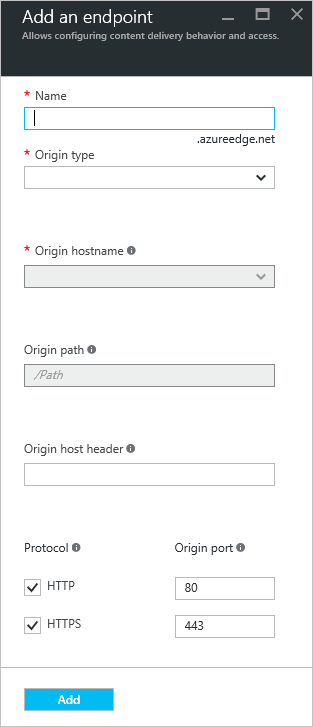 Add an endpoint
Allows configuring content delivery behavior and access.
* Name
.azureedge.net
* Origin type
* Origin hostname
Origin path
/Path
Origin host header
Protocol Origin port
HTTP 80
HTTPS 443
Add